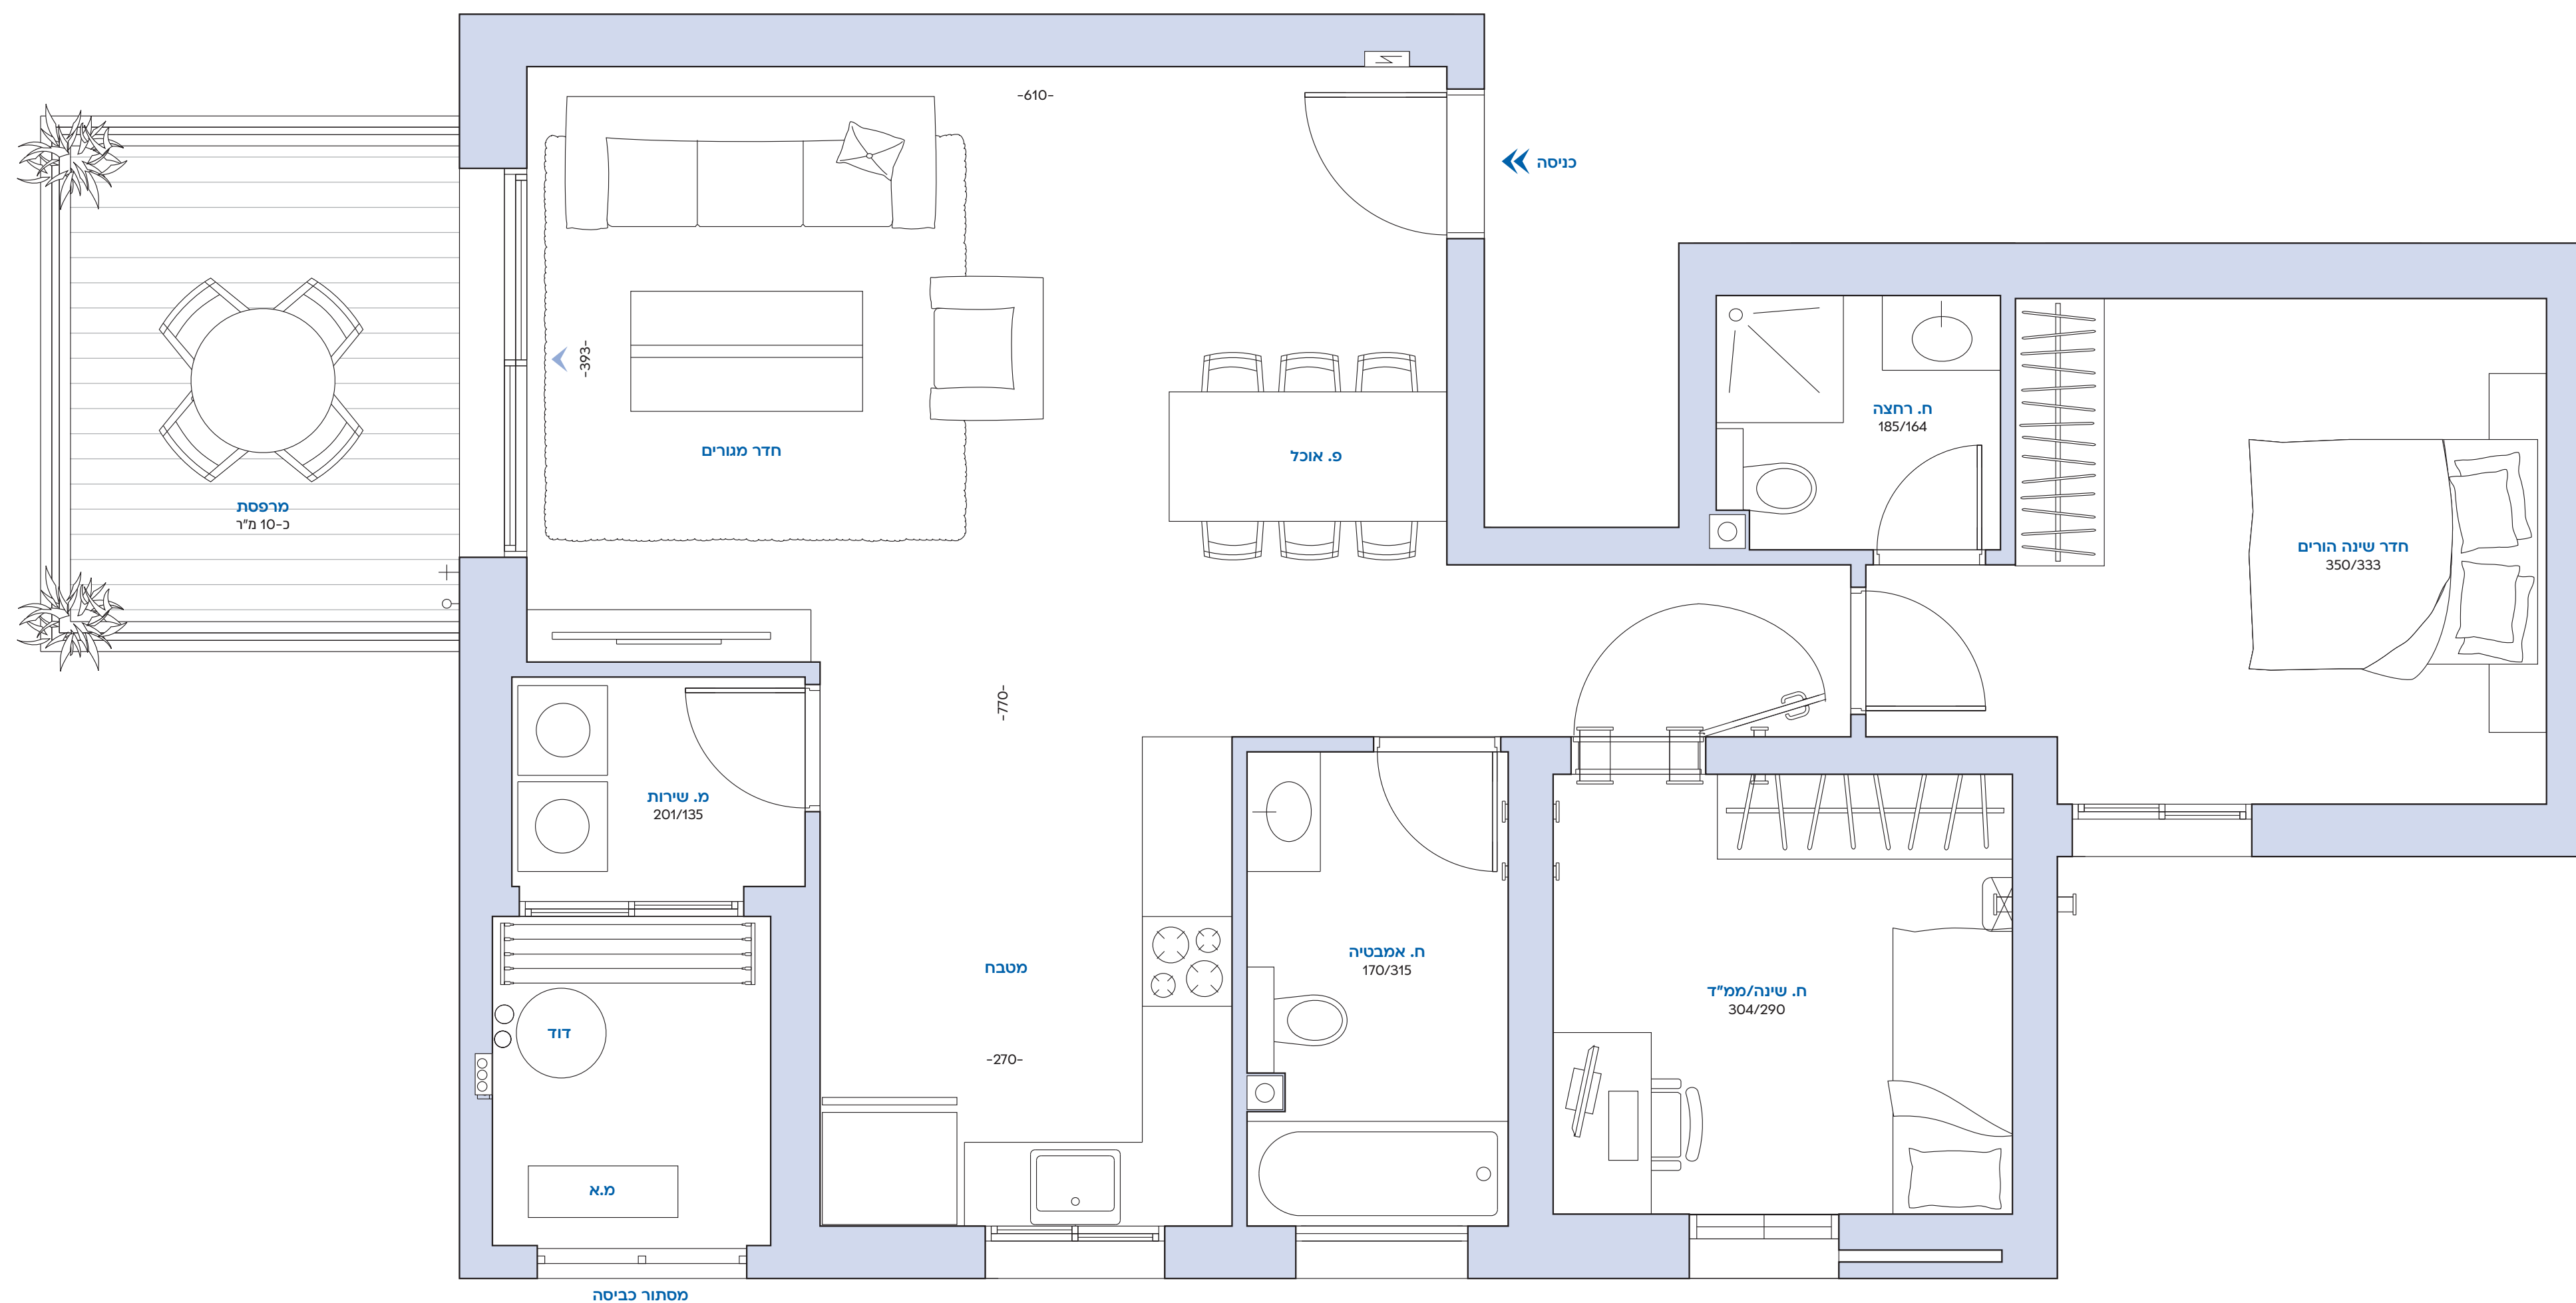 -610-
כניסה
-393-
חדר מגורים
פ. אוכל
ח. רחצה
185/164
מרפסת
כ-10 מ"ר
חדר שינה הורים
350/333
-770-
מ. שירות
201/135
מטבח
ח. אמבטיה
170/315
ח. שינה/ממ"ד
304/290
דוד
-270-
מ.א
מסתור כביסה